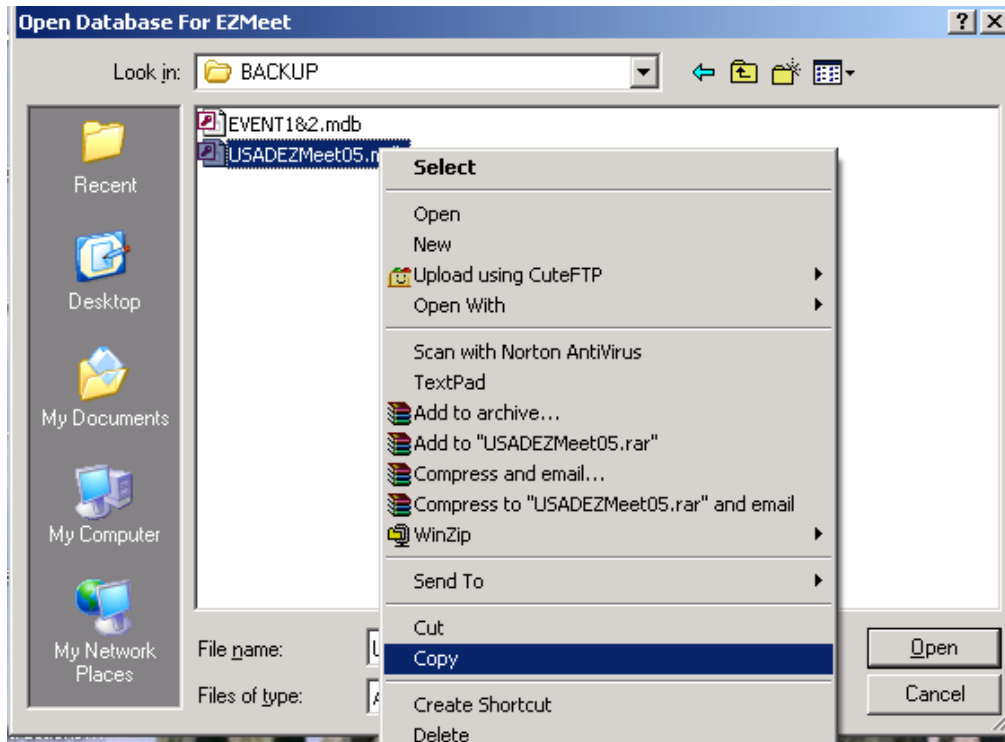 Open Database For EZMeet
Look in:
BACKUP
EVENT1&2.mdb
USADEZMeet05.
Recent
Desktop
My Documents
My Computer
My Network
Places
Select
Open
New
Upload using CuteFTP
Open With
Scan with Norton AntiVirus
TextPad
Add to archive...
Add to "USADEZMeet05.rar"
Compress and email...
Compress to "USADEZMeet05.rar" and email
WinZip
Send To
Cut
Copy
Create Shortcut
Delete
File name:
Files of type:
Open
Cancel